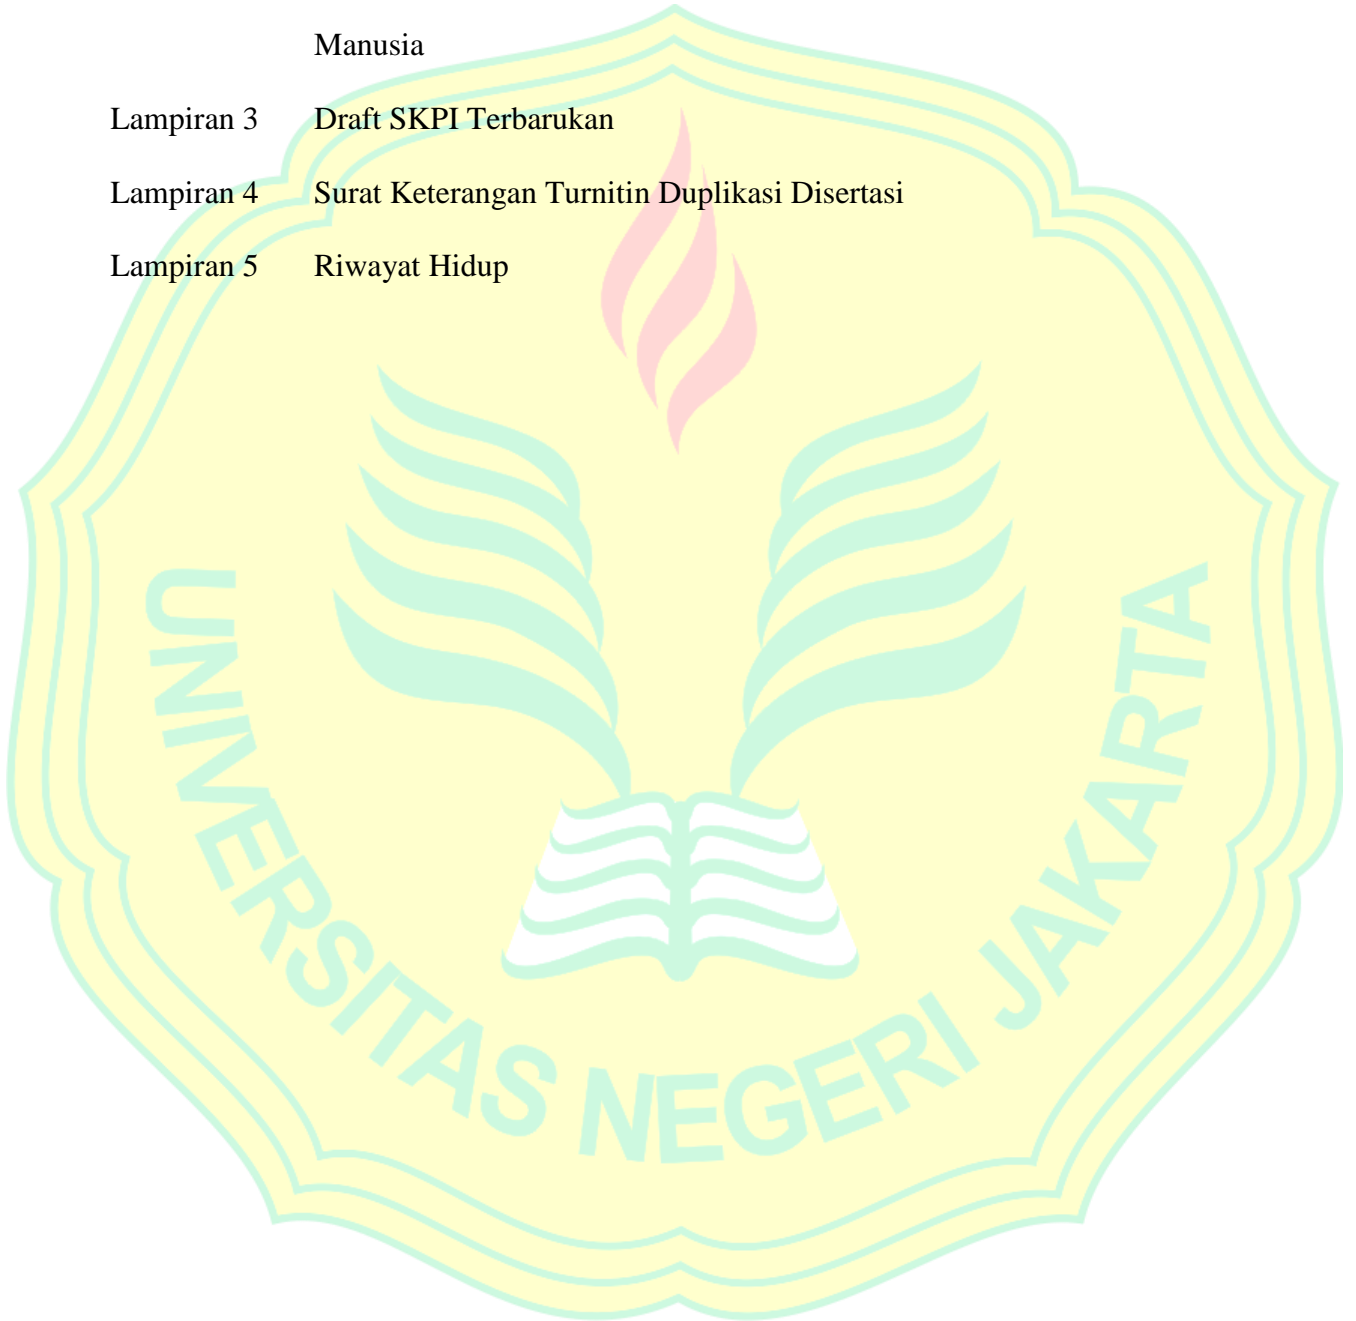 Manusia
Lampiran 3 Draft SKPI Terbarukan
Lampiran 4 Surat Keterangan Turnitin Duplikasi Disertasi
Lampiran 5 Riwayat Hidup
UNIVERSITAS NEGERI JAKARTA